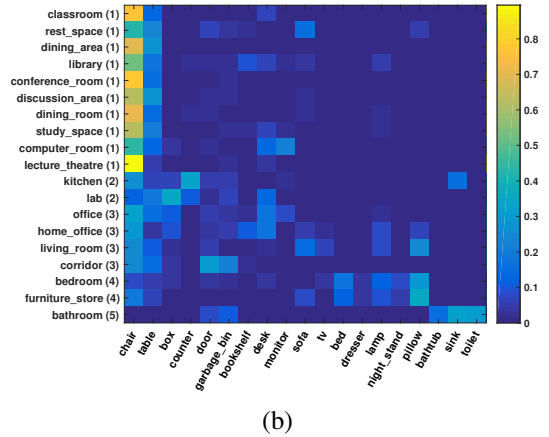 classroom (1)
rest_space (1)
dining_area (1)
library (1)
conference_room (1)
discussion_area (1)
dining_room (1)
study_space (1)
computer_room (1)
lecture_theatre (1)
kitchen (2)
lab (2)
office (3)
home_office (3)
living_room (3)
corridor (3)
bedroom (4)
furniture_store (4)
bathroom (5)
chair
table
box
counter
door
garbage_bin
bookshelf
desk
monitor
sofa
tv
bed
dresser
lamp
night_stand
pillow
bathtub
sink
toilet
0.8
0.7
0.6
0.5
0.4
0.3
0.2
0.1
0
(b)